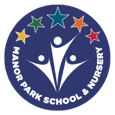 MANOR PARK SCHOOL & NURSERY